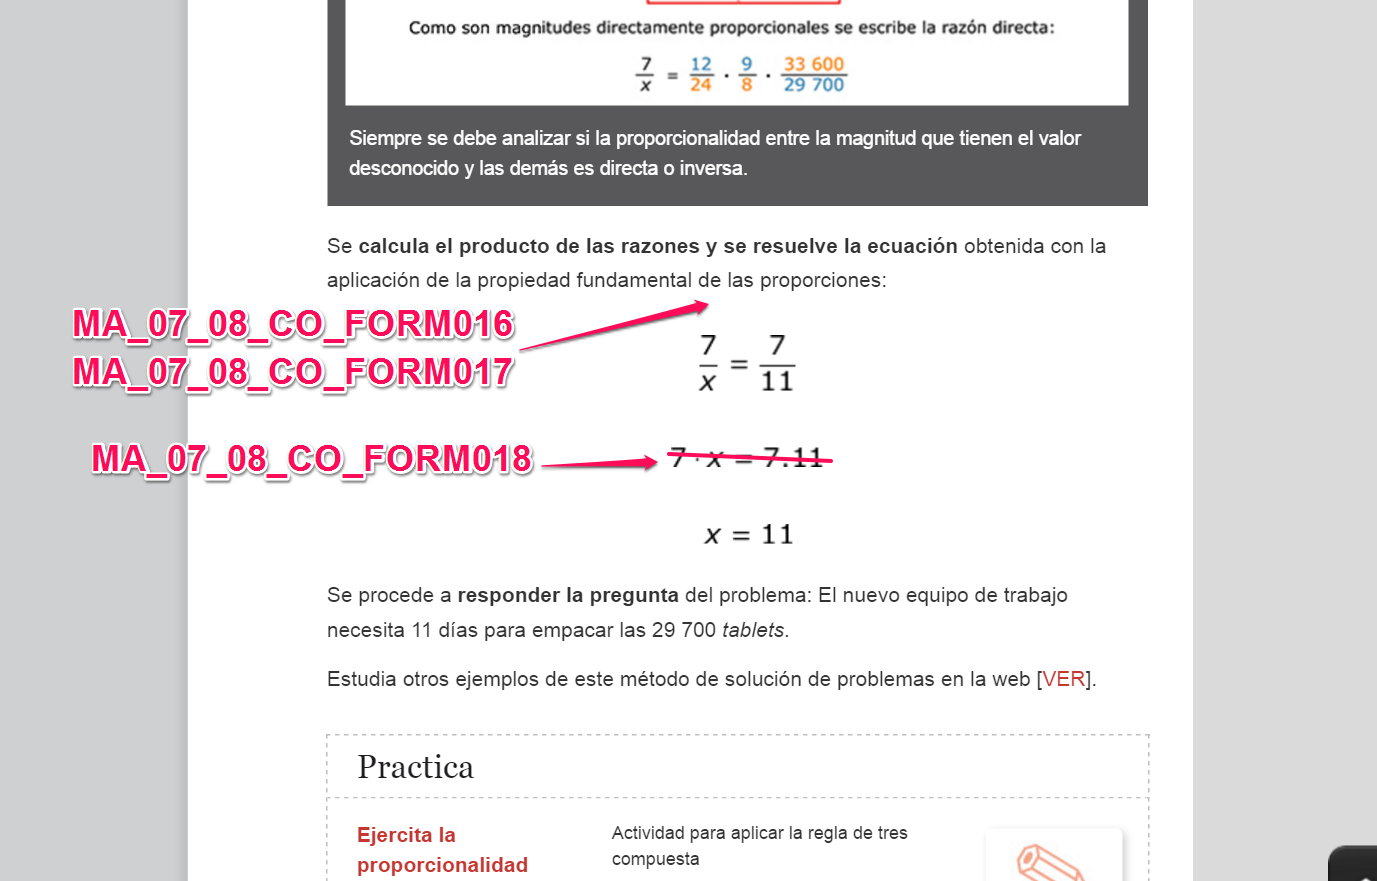 Como son magnitudes directamente proporcionales se escribe la razón directa:
7/x = 12/24 · 9/8 · 33 600/29 700
Siempre se debe analizar si la proporcionalidad entre la magnitud que tienen el valor
desconocido y las demás es directa o inversa.
Se calcula el producto de las razones y se resuelve la ecuación obtenida con la
aplicación de la propiedad fundamental de las proporciones:
MA_07_08_CO_FORM016
MA_07_08_CO_FORM017
7/x = 7/11
MA_07_08_CO_FORM018
7 · x = 7.11
x = 11
Se procede a responder la pregunta del problema: El nuevo equipo de trabajo
necesita 11 días para empacar las 29 700 tablets.
Estudia otros ejemplos de este método de solución de problemas en la web [VER].
Practica
Ejercita la
proporcionalidad
Actividad para aplicar la regla de tres
compuesta